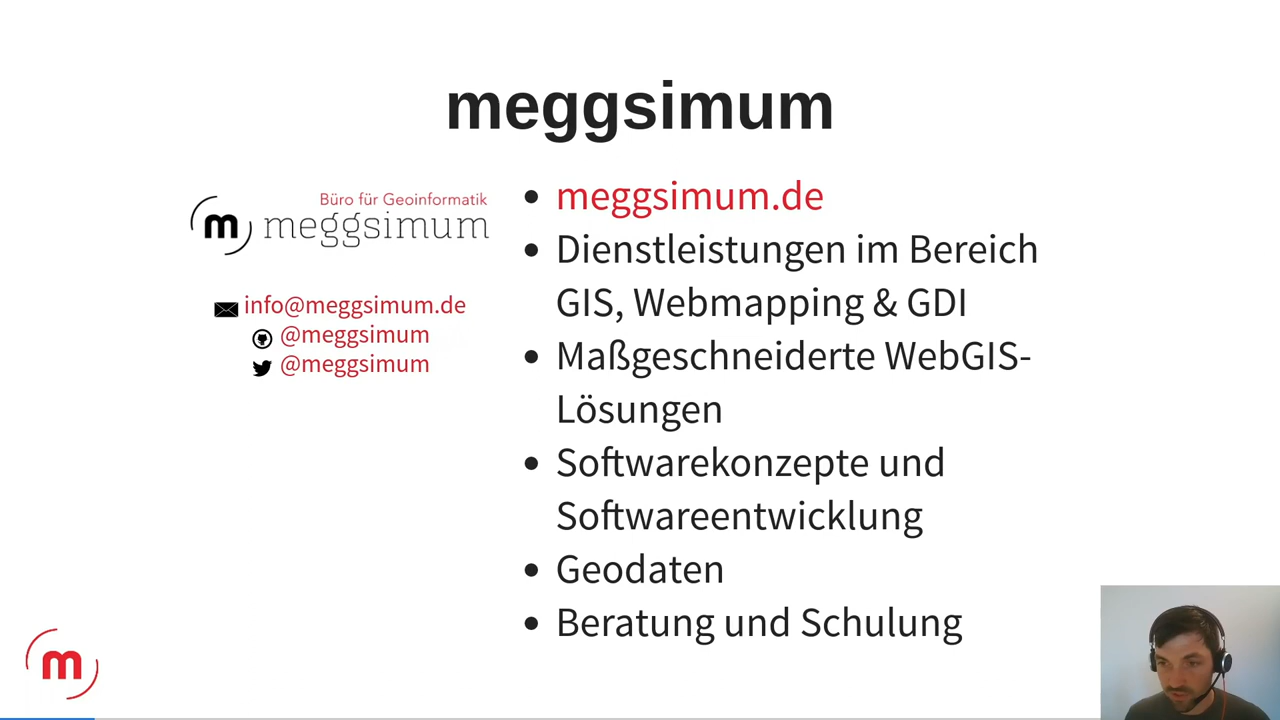 meggsimum
Büro für Geoinformatik
m meggsimum
info@meggsimum.de
@meggsimum
@meggsimum
meggsimum.de
Dienstleistungen im Bereich
GIS, Webmapping & GDI
Maßgeschneiderte WebGIS-
Lösungen
Softwarekonzepte und
Softwareentwicklung
Geodaten
Beratung und Schulung
m